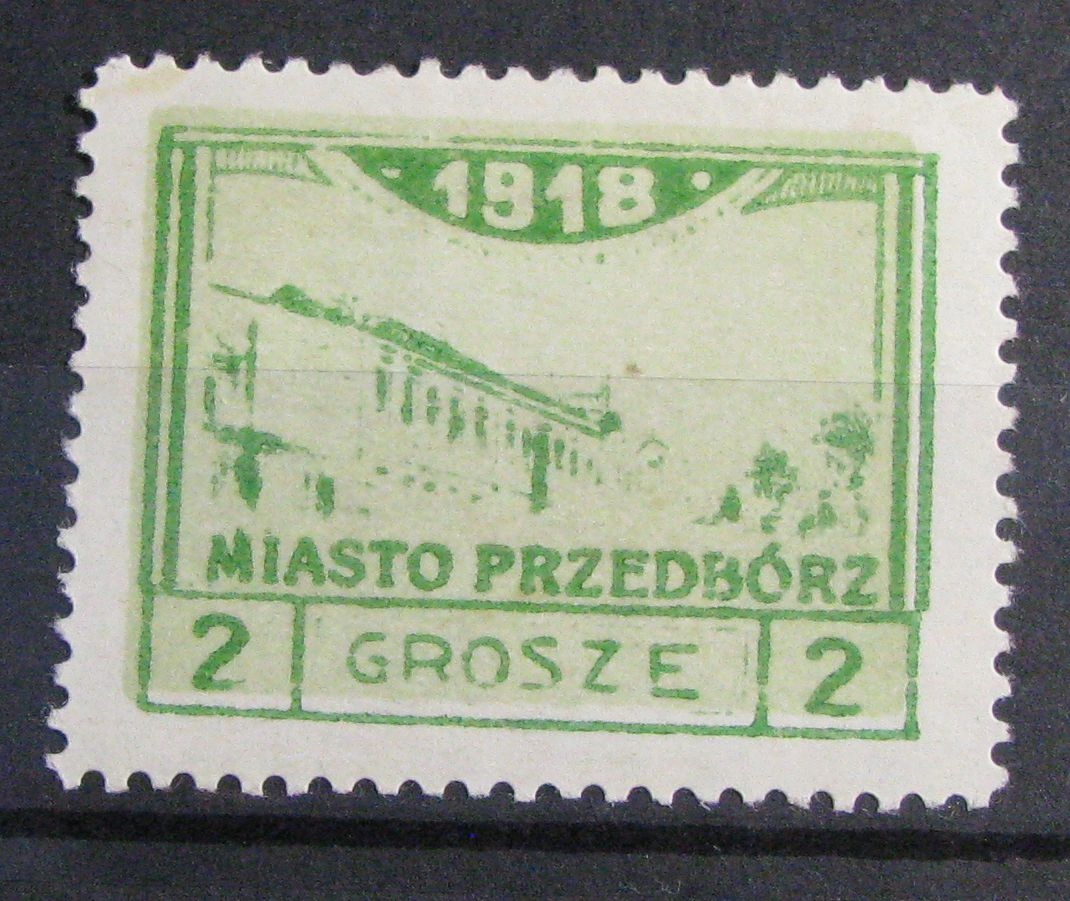 1918
MIASTO PRZEDBÓRZ
2 GROSZE 2